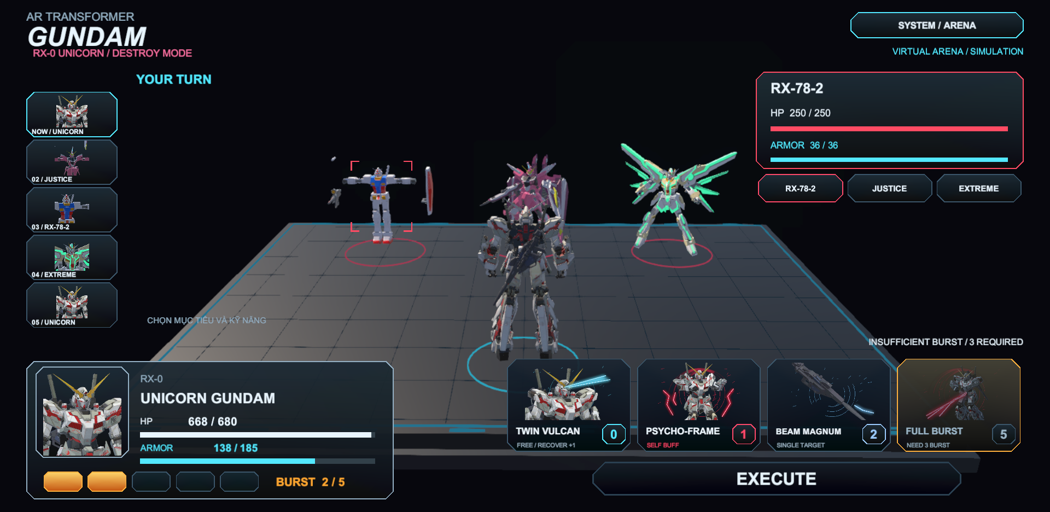 AR TRANSFORMER
GUNDAM
RX-0 UNICORN / DESTROY MODE
SYSTEM / ARENA
VIRTUAL ARENA / SIMULATION
YOUR TURN
NOW / UNICORN
02 / JUSTICE
03 / RX-78-2
04 / EXTREME
05 / UNICORN
RX-78-2
HP 250 / 250
ARMOR 36 / 36
RX-78-2
JUSTICE
EXTREME
CHỌN MỤC TIÊU VÀ KỸ NĂNG
INSUFFICIENT BURST / 3 REQUIRED
RX-0
UNICORN GUNDAM
HP 668 / 680
ARMOR 138 / 185
BURST 2 / 5
TWIN VULCAN
FREE / RECOVER +1
0
PSYCHO-FRAME
SELF BUFF
1
BEAM MAGNUM
SINGLE TARGET
2
FULL BURST
NEED 3 BURST
5
EXECUTE